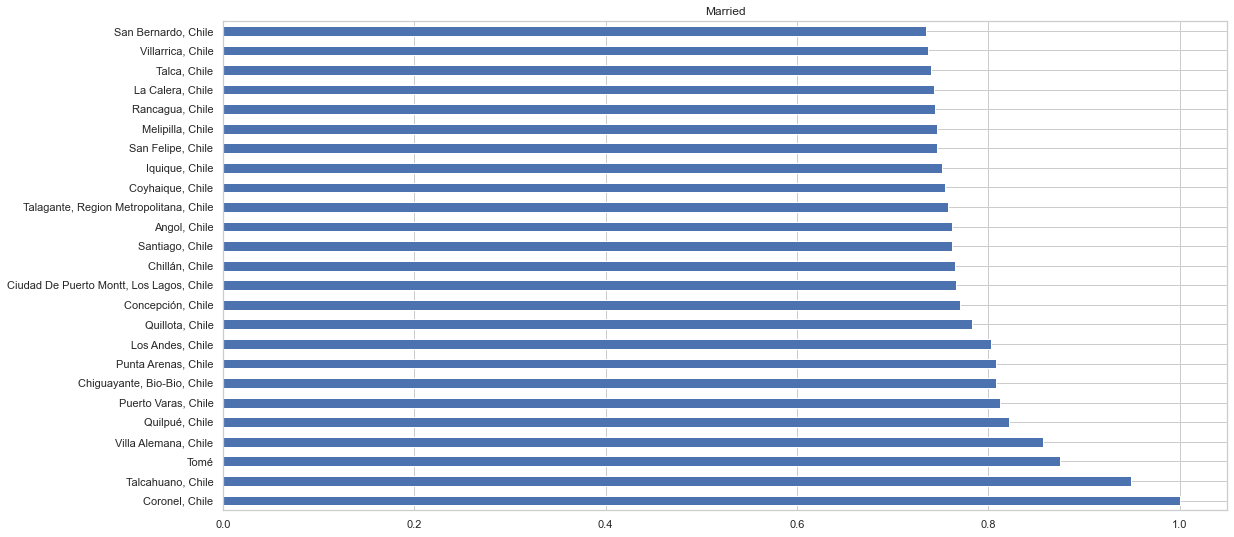 Married
San Bernardo, Chile
Villarrica, Chile
Talca, Chile
La Calera, Chile
Rancagua, Chile
Melipilla, Chile
San Felipe, Chile
Iquique, Chile
Coyhaique, Chile
Talagante, Region Metropolitana, Chile
Angol, Chile
Santiago, Chile
Chillán, Chile
Ciudad De Puerto Montt, Los Lagos, Chile
Concepción, Chile
Quillota, Chile
Los Andes, Chile
Punta Arenas, Chile
Chiguayante, Bio-Bio, Chile
Puerto Varas, Chile
Quilpué, Chile
Villa Alemana, Chile
Tomé
Talcahuano, Chile
Coronel, Chile
0.0 0.2 0.4 0.6 0.8 1.0